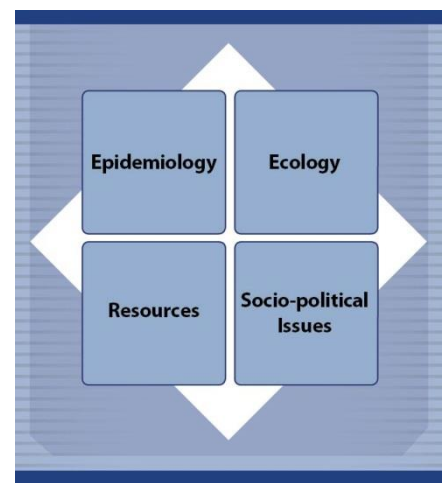 Epidemiology
Ecology
Resources
Socio-political
Issues